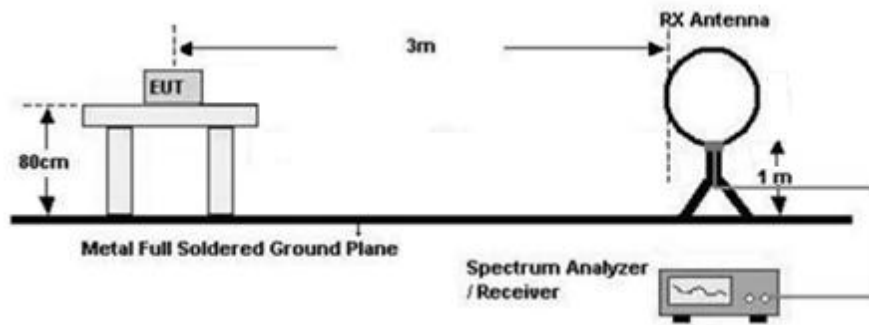 RX Antenna
3m
EUT
80cm
1 m
Metal Full Soldered Ground Plane
Spectrum Analyzer
/ Receiver